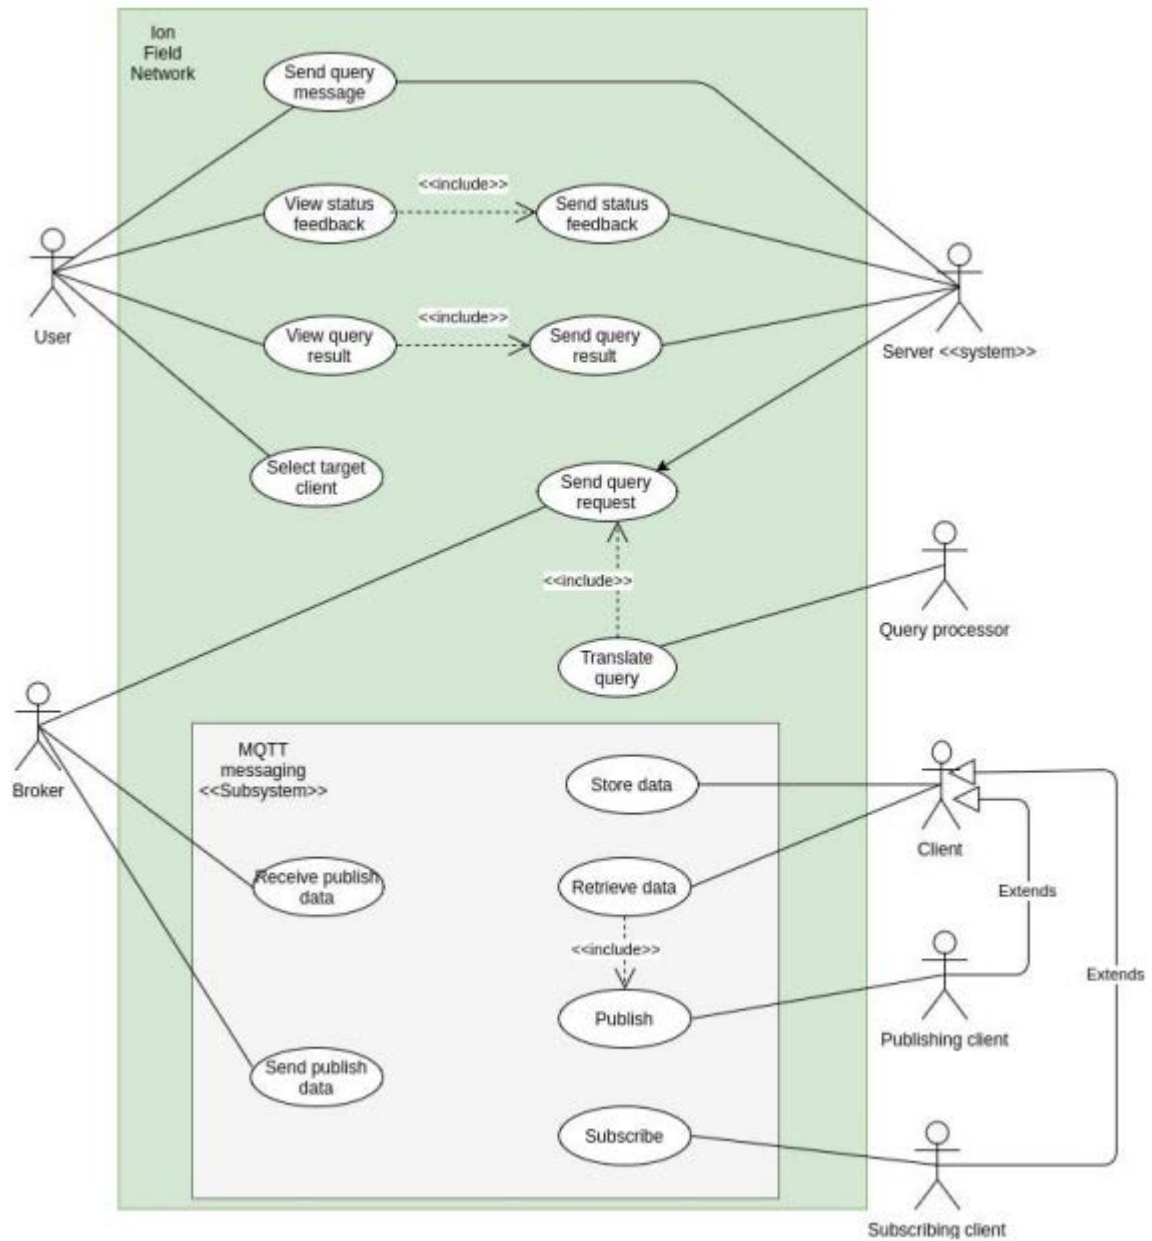 Ion
Field
Network
Send query
message
<<include>>
View status
feedback
Send status
feedback
User
<<include>>
View query
result
Send query
result
Server <<system>>
Select target
client
Send query
request
<<include>>
Query processor
Translate
query
Broker
MQTT
messaging
<<Subsystem>>
Store data
Client
Receive publish
data
Retrieve data
Extends
<<include>>
Extends
Publish
Publishing client
Send publish
data
Subscribe
Subscribing client